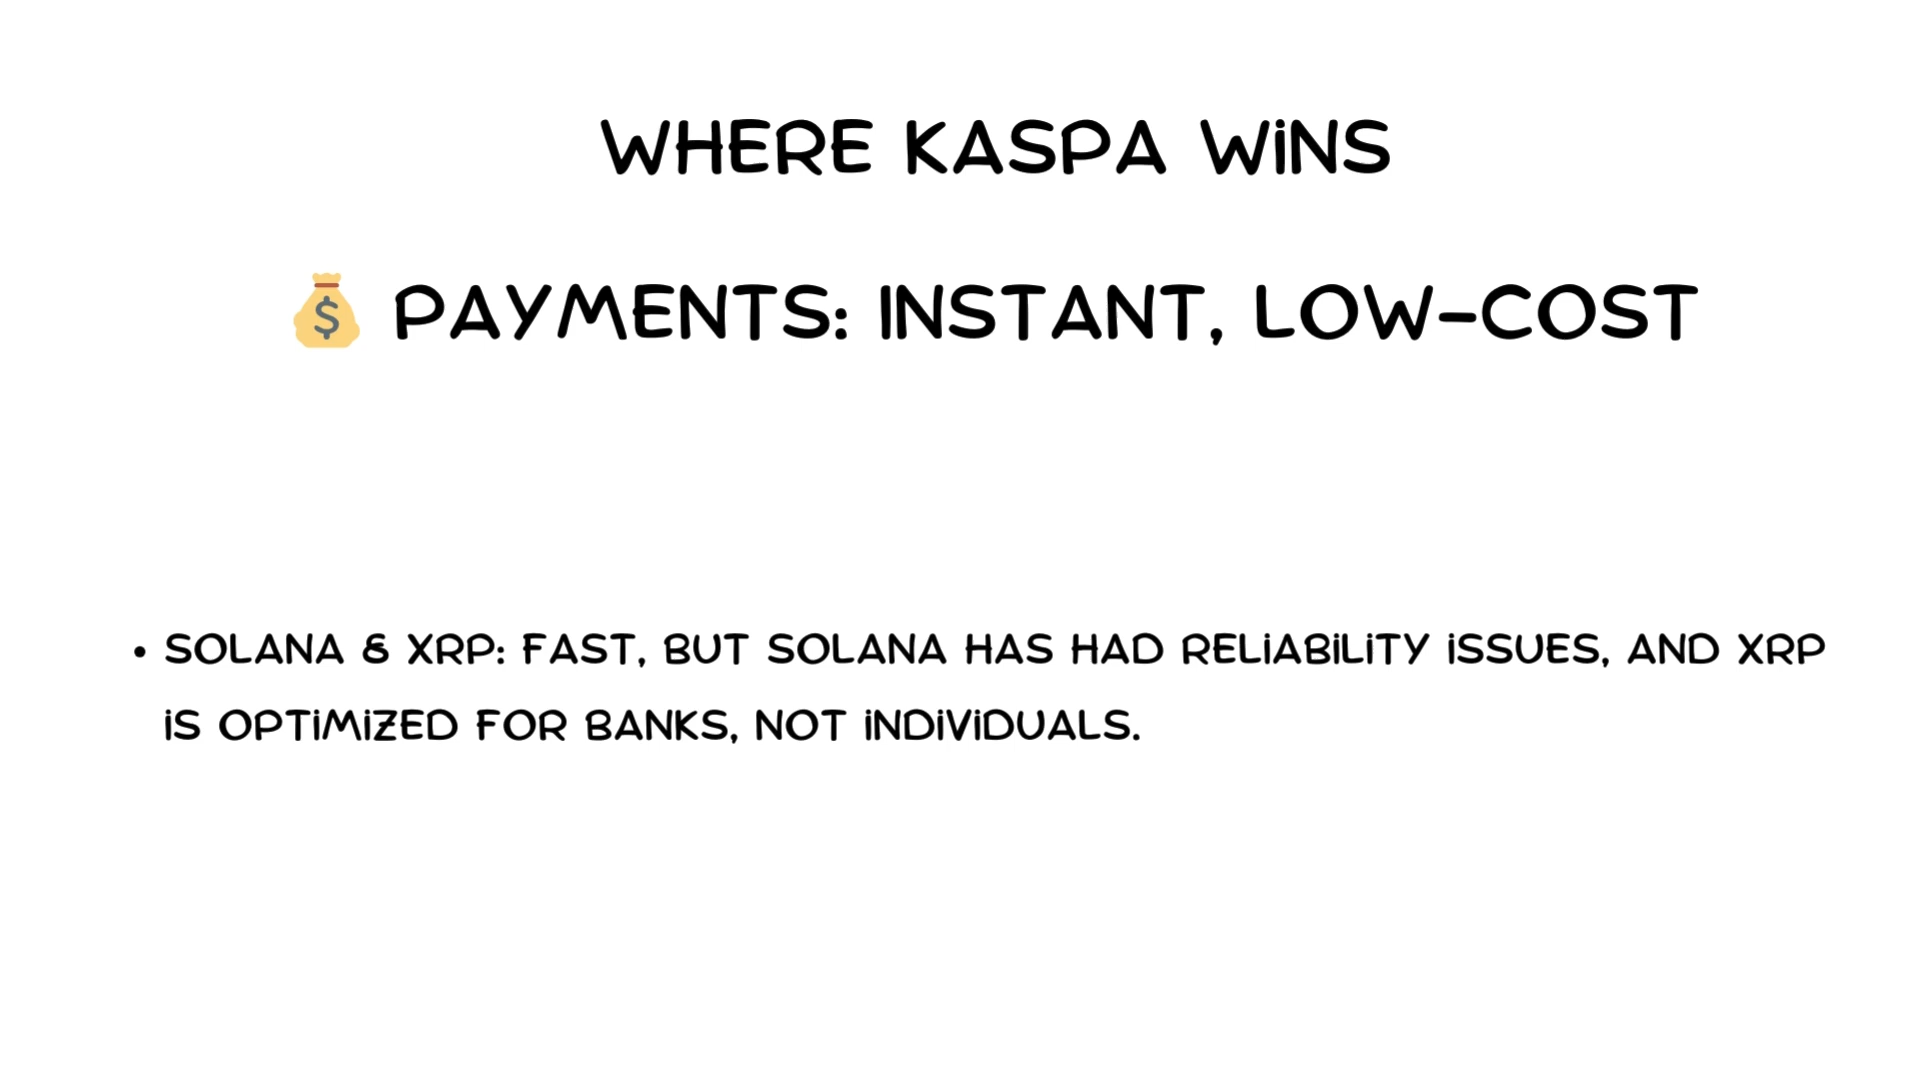 WHERE KASPA WINS
💰 PAYMENTS: INSTANT, LOW-COST
• SOLANA & XRP: FAST, BUT SOLANA HAS HAD RELIABILITY ISSUES, AND XRP
IS OPTIMIZED FOR BANKS, NOT INDIVIDUALS.